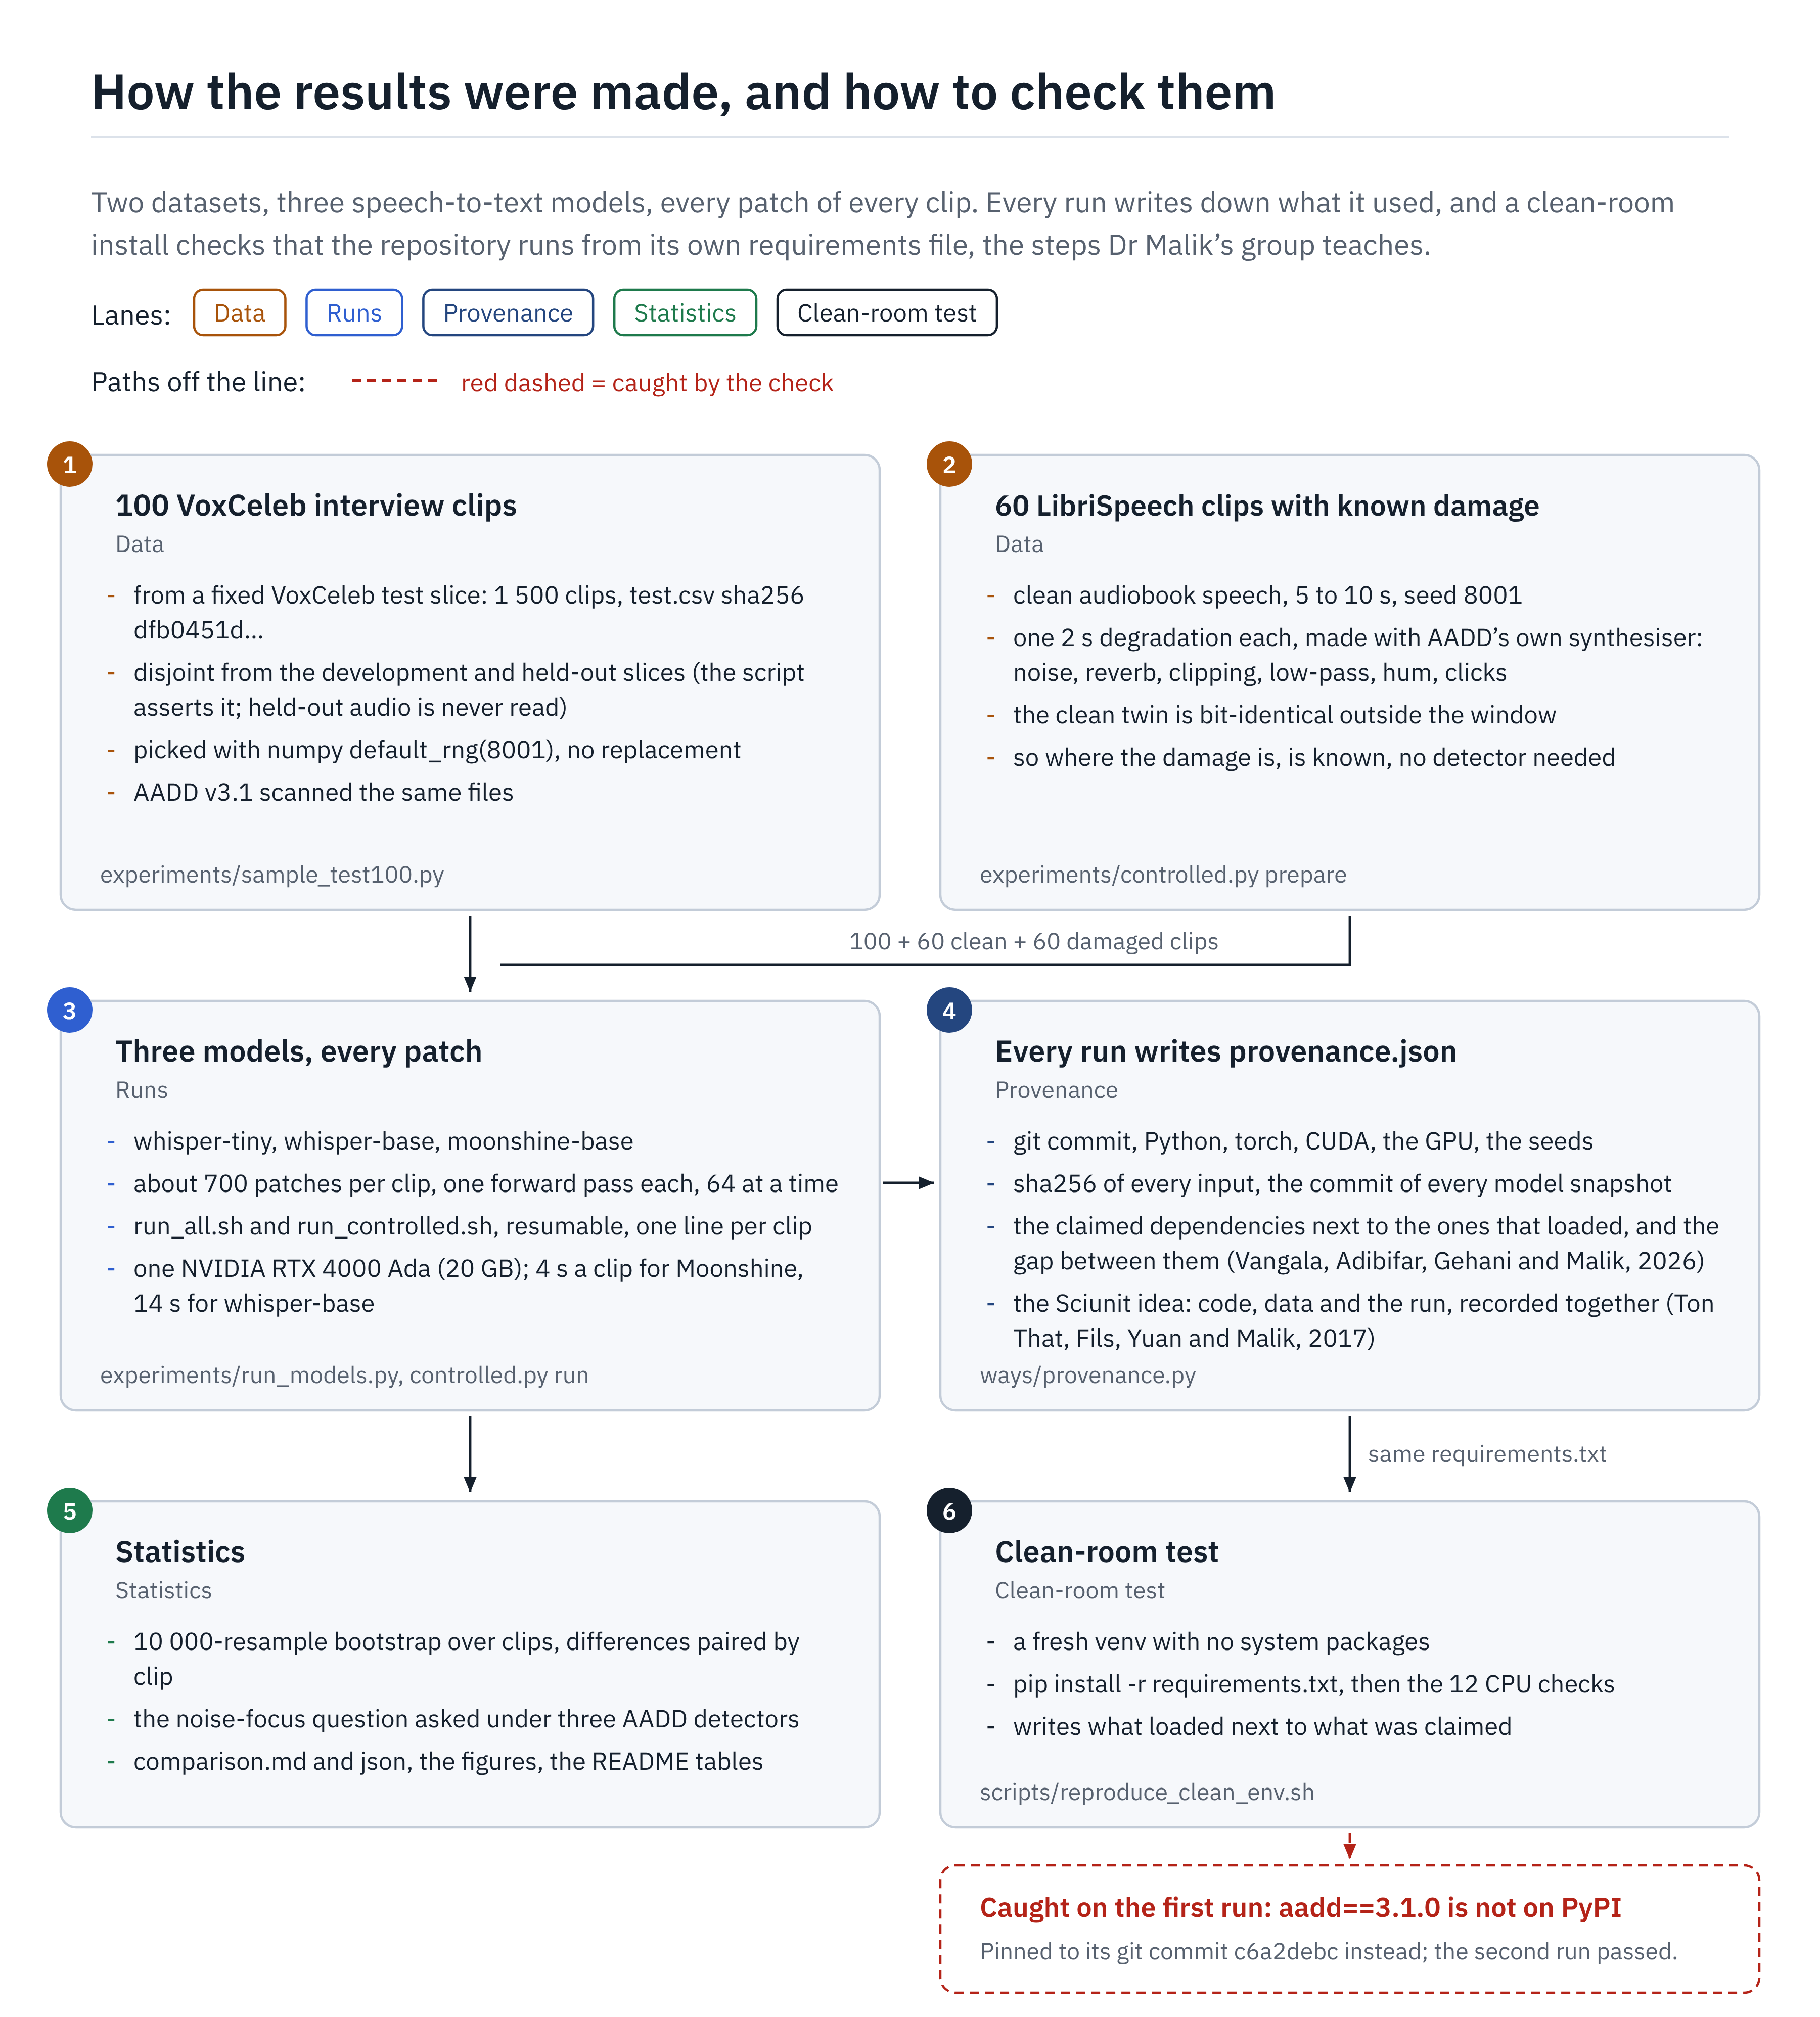 How the results were made, and how to check them
Two datasets, three speech-to-text models, every patch of every clip. Every run writes down what it used, and a clean-room
install checks that the repository runs from its own requirements file, the steps Dr Malik’s group teaches.
Lanes: Data Runs Provenance Statistics Clean-room test
Paths off the line: red dashed = caught by the check
1
100 VoxCeleb interview clips
Data
- from a fixed VoxCeleb test slice: 1 500 clips, test.csv sha256
dfb0451d…
- disjoint from the development and held-out slices (the script
asserts it; held-out audio is never read)
- picked with numpy default_rng(8001), no replacement
- AADD v3.1 scanned the same files
experiments/sample_test100.py
2
60 LibriSpeech clips with known damage
Data
- clean audiobook speech, 5 to 10 s, seed 8001
- one 2 s degradation each, made with AADD’s own synthesiser:
noise, reverb, clipping, low-pass, hum, clicks
- the clean twin is bit-identical outside the window
- so where the damage is, is known, no detector needed
experiments/controlled.py prepare
100 + 60 clean + 60 damaged clips
3
Three models, every patch
Runs
- whisper-tiny, whisper-base, moonshine-base
- about 700 patches per clip, one forward pass each, 64 at a time
- run_all.sh and run_controlled.sh, resumable, one line per clip
- one NVIDIA RTX 4000 Ada (20 GB); 4 s a clip for Moonshine,
14 s for whisper-base
experiments/run_models.py, controlled.py run
4
Every run writes provenance.json
Provenance
- git commit, Python, torch, CUDA, the GPU, the seeds
- sha256 of every input, the commit of every model snapshot
- the claimed dependencies next to the ones that loaded, and the
gap between them (Vangala, Adibifar, Gehani and Malik, 2026)
- the Sciunit idea: code, data and the run, recorded together (Ton
That, Fils, Yuan and Malik, 2017)
ways/provenance.py
same requirements.txt
5
Statistics
Statistics
- 10 000-resample bootstrap over clips, differences paired by
clip
- the noise-focus question asked under three AADD detectors
- comparison.md and json, the figures, the README tables
6
Clean-room test
Clean-room test
- a fresh venv with no system packages
- pip install -r requirements.txt, then the 12 CPU checks
- writes what loaded next to what was claimed
scripts/reproduce_clean_env.sh
Caught on the first run: aadd==3.1.0 is not on PyPI
Pinned to its git commit c6a2debc instead; the second run passed.